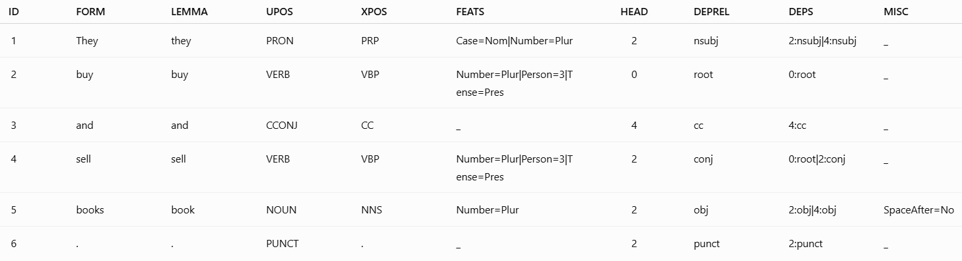 ID FORM LEMMA UPOS XPOS FEATS HEAD DEPREL DEPS MISC
1 They they PRON PRP Case=Nom|Number=Plur 2 nsubj 2:nsubj|4:nsubj _
2 buy buy VERB VBP Number=Plur|Person=3|T 0 root 0:root _
ense=Pres
3 and and CCONJ CC _ 4 cc 4:cc _
4 sell sell VERB VBP Number=Plur|Person=3|T 2 conj 0:root|2:conj _
ense=Pres
5 books book NOUN NNS Number=Plur 2 obj 2:obj|4:obj SpaceAfter=No
6 . . PUNCT . _ 2 punct 2:punct _